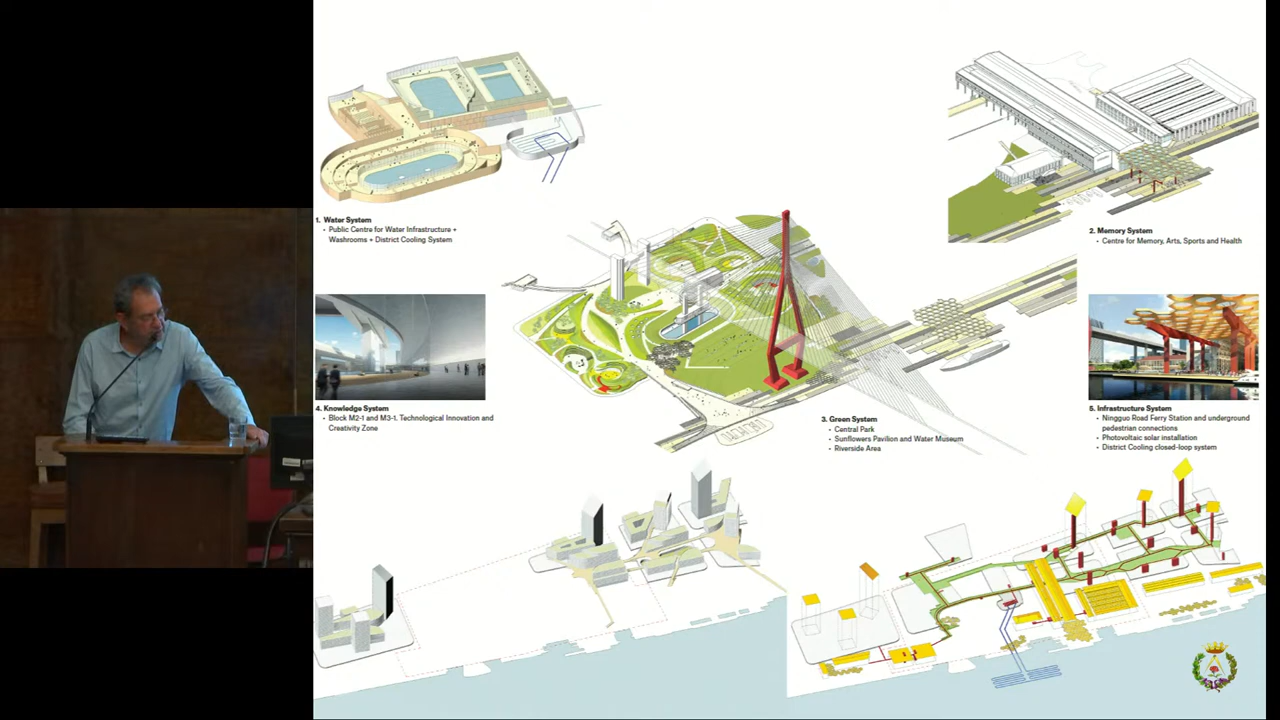 1. Water System
• Public Centre for Water Infrastructure +
Washrooms + District Cooling System
2. Memory System
• Centre for Memory, Arts, Sports and Health
4. Knowledge System
• Block M2-1 and M3-1. Technological Innovation and
Creativity Zone
3. Green System
• Central Park
• Sunflowers Pavilion and Water Museum
• Riverside Area
5. Infrastructure System
• Ningguo Road Ferry Station and underground
pedestrian connections
• Photovoltaic solar installation
• District Cooling closed-loop system